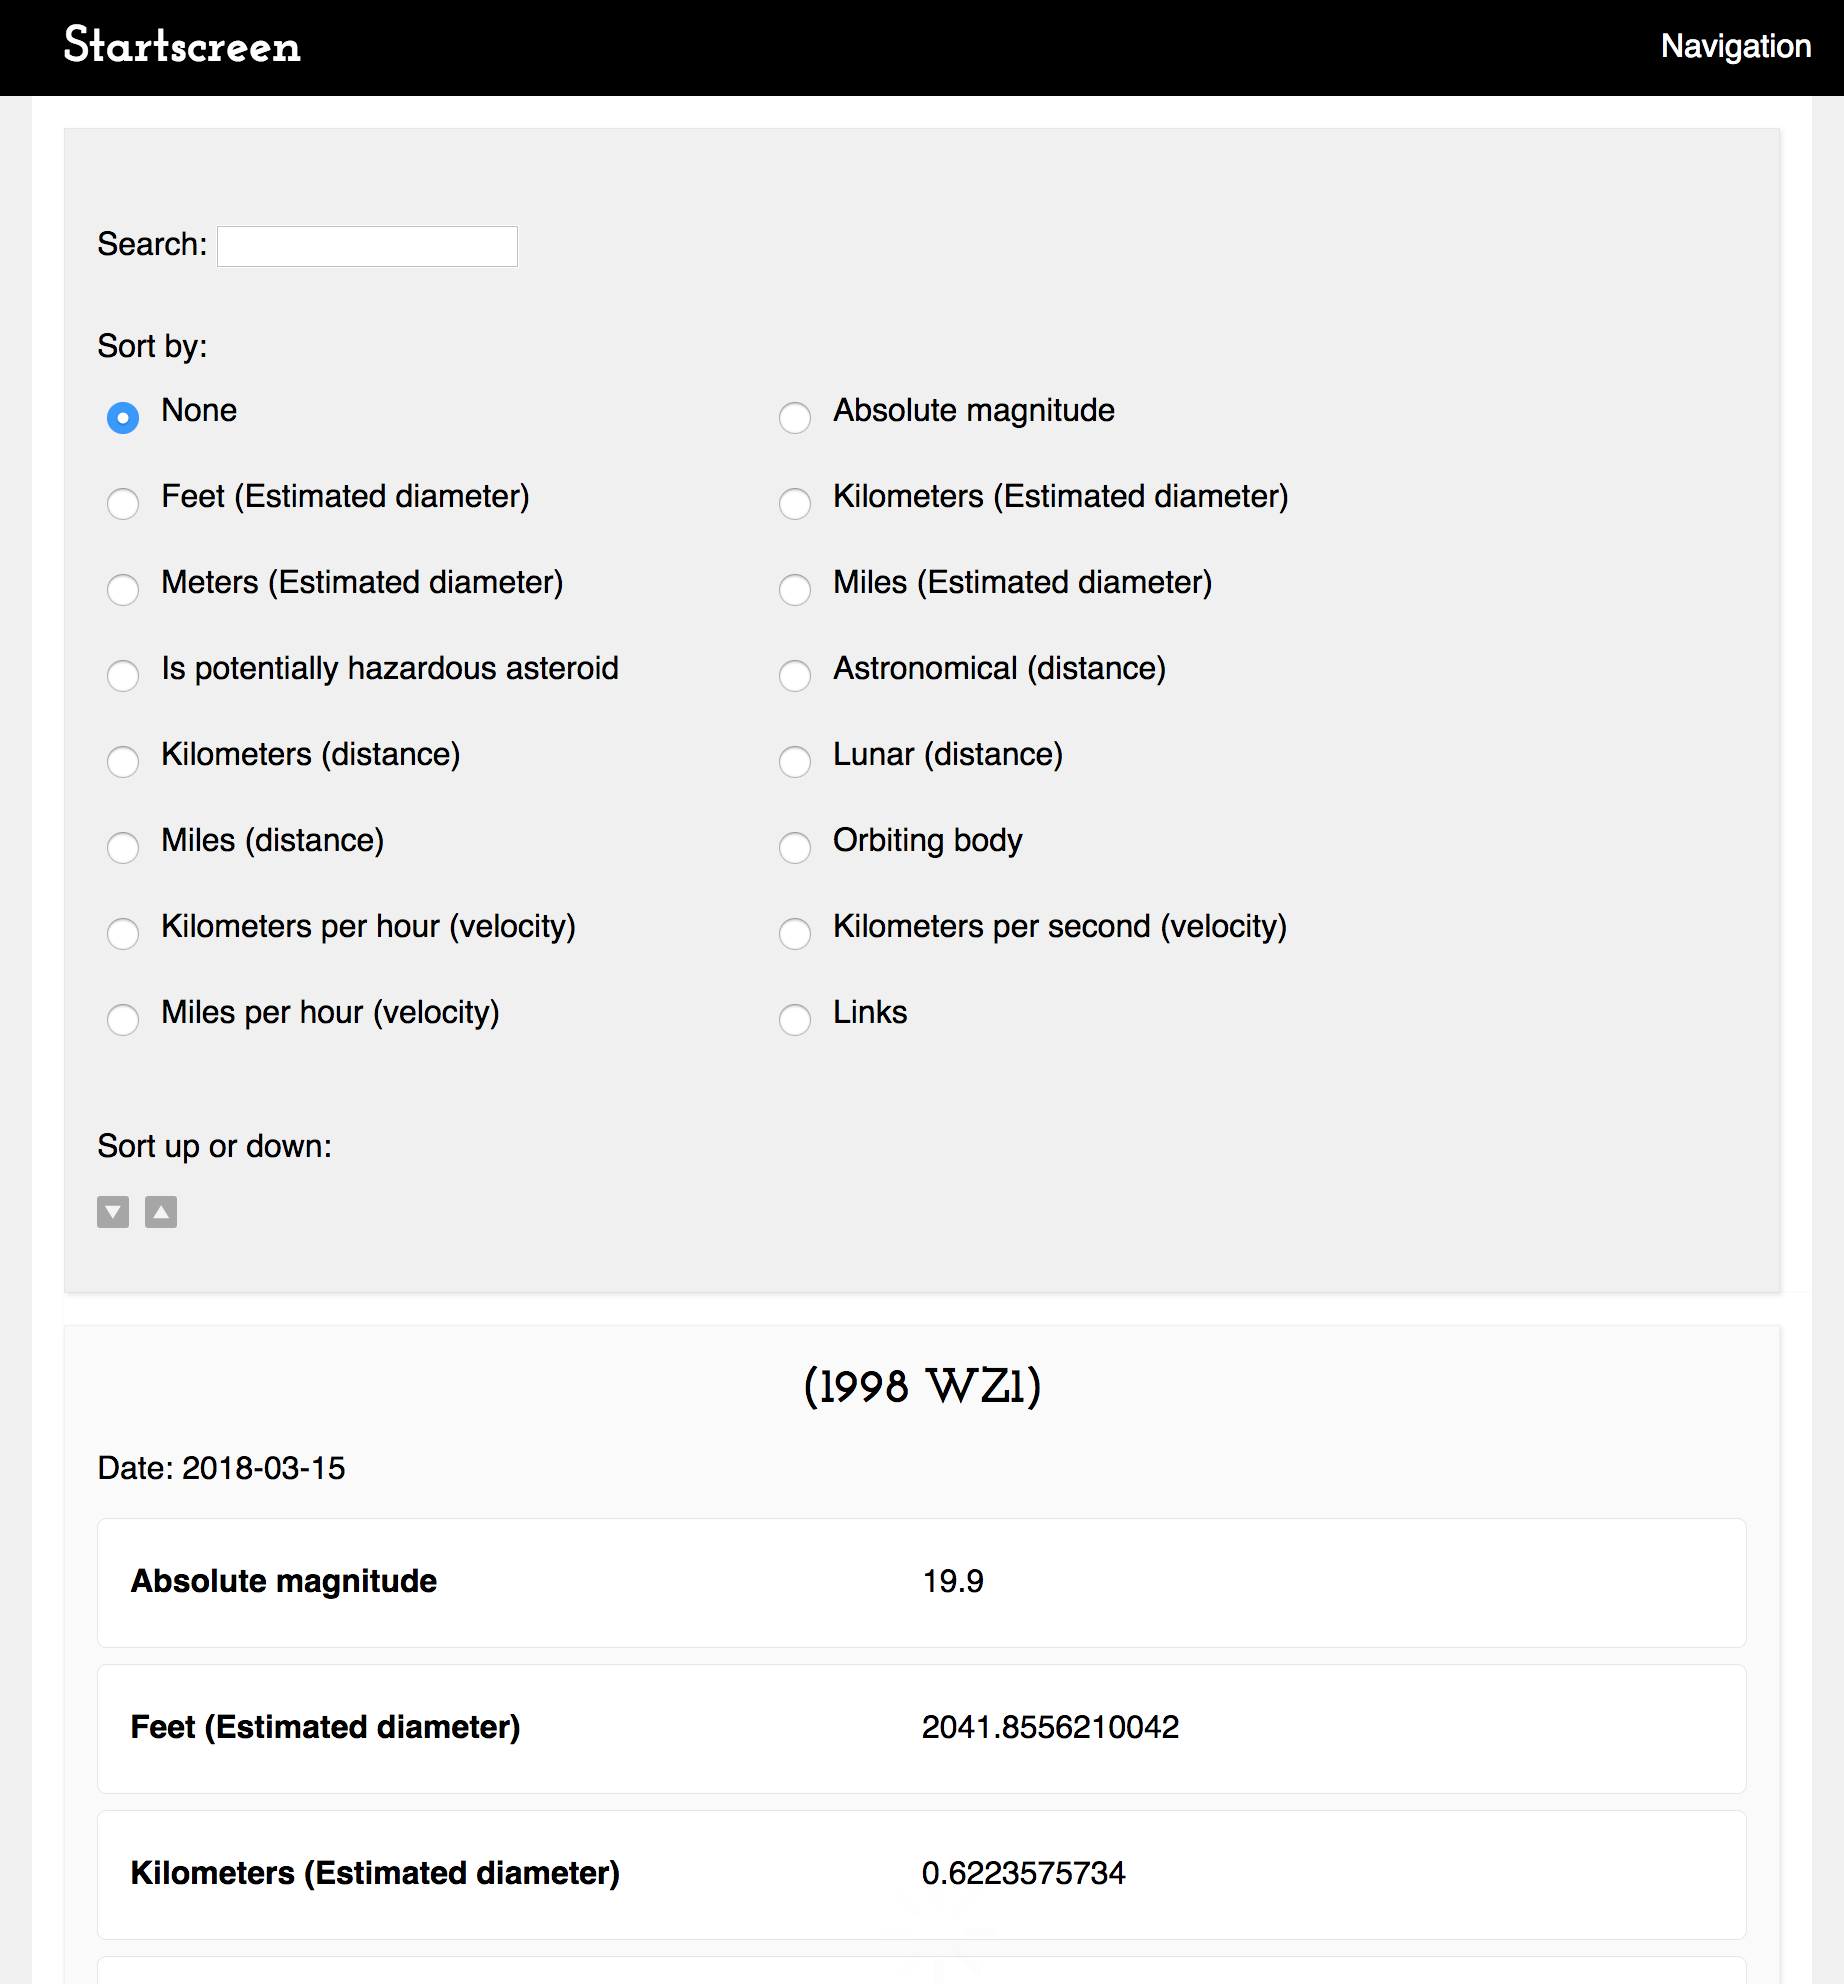 Startscreen
Navigation
Search:
Sort by:
None
Absolute magnitude
Feet (Estimated diameter)
Kilometers (Estimated diameter)
Meters (Estimated diameter)
Miles (Estimated diameter)
Is potentially hazardous asteroid
Astronomical (distance)
Kilometers (distance)
Lunar (distance)
Miles (distance)
Orbiting body
Kilometers per hour (velocity)
Kilometers per second (velocity)
Miles per hour (velocity)
Links
Sort up or down:
(1998 WZ1)
Date: 2018-03-15
Absolute magnitude 19.9
Feet (Estimated diameter) 2041.8556210042
Kilometers (Estimated diameter) 0.6223575734